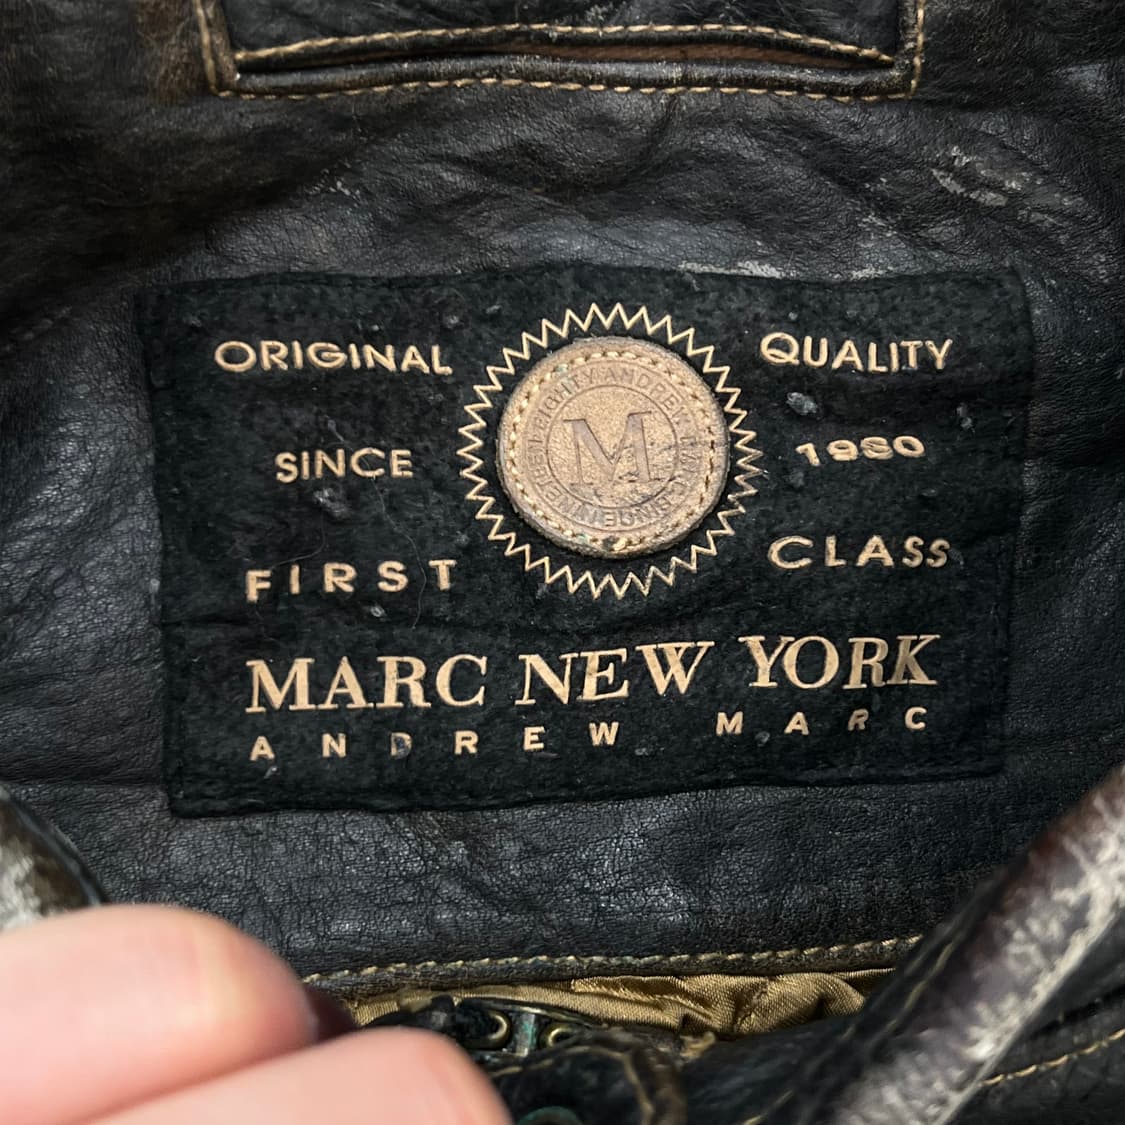 ORIGINAL QUALITY
SINCE 1980
FIRST CLASS
M
MARC NEW YORK
ANDREW MARC